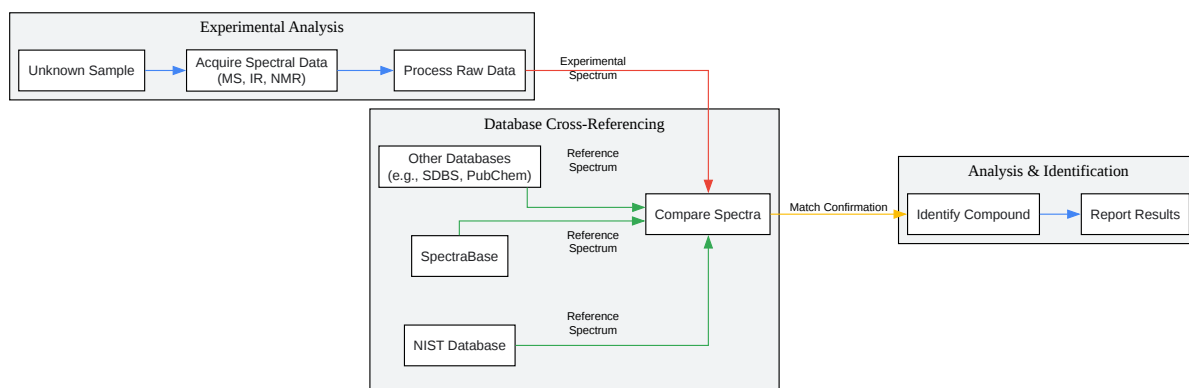 Experimental Analysis
Unknown Sample
Acquire Spectral Data
(MS, IR, NMR)
Process Raw Data
Experimental
Spectrum
Database Cross-Referencing
Other Databases
(e.g., SDBS, PubChem)
Reference
Spectrum
SpectraBase
Reference
Spectrum
NIST Database
Reference
Spectrum
Compare Spectra
Match Confirmation
Analysis & Identification
Identify Compound
Report Results